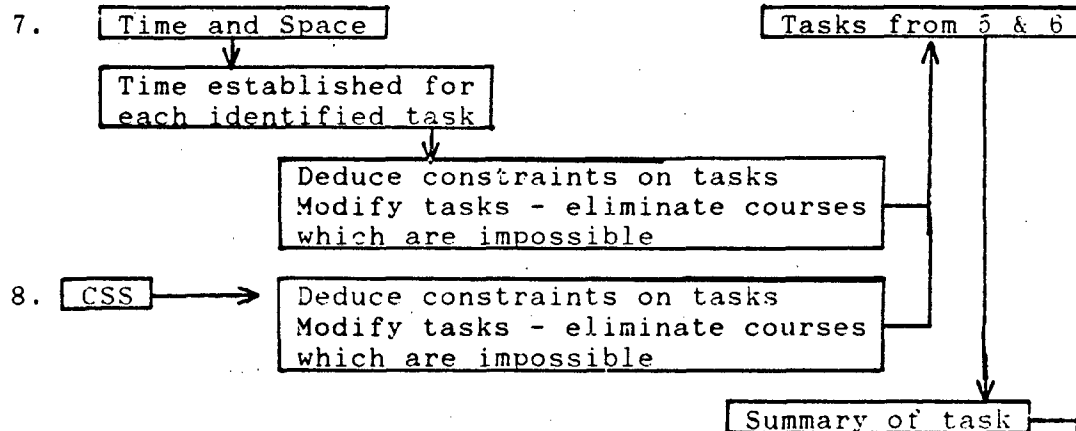 7. Time and Space
Tasks from 5 & 6
Time established for
each identified task
Deduce constraints on tasks
Modify tasks - eliminate courses
which are impossible
8. CSS
Deduce constraints on tasks
Modify tasks - eliminate courses
which are impossible
Summary of task